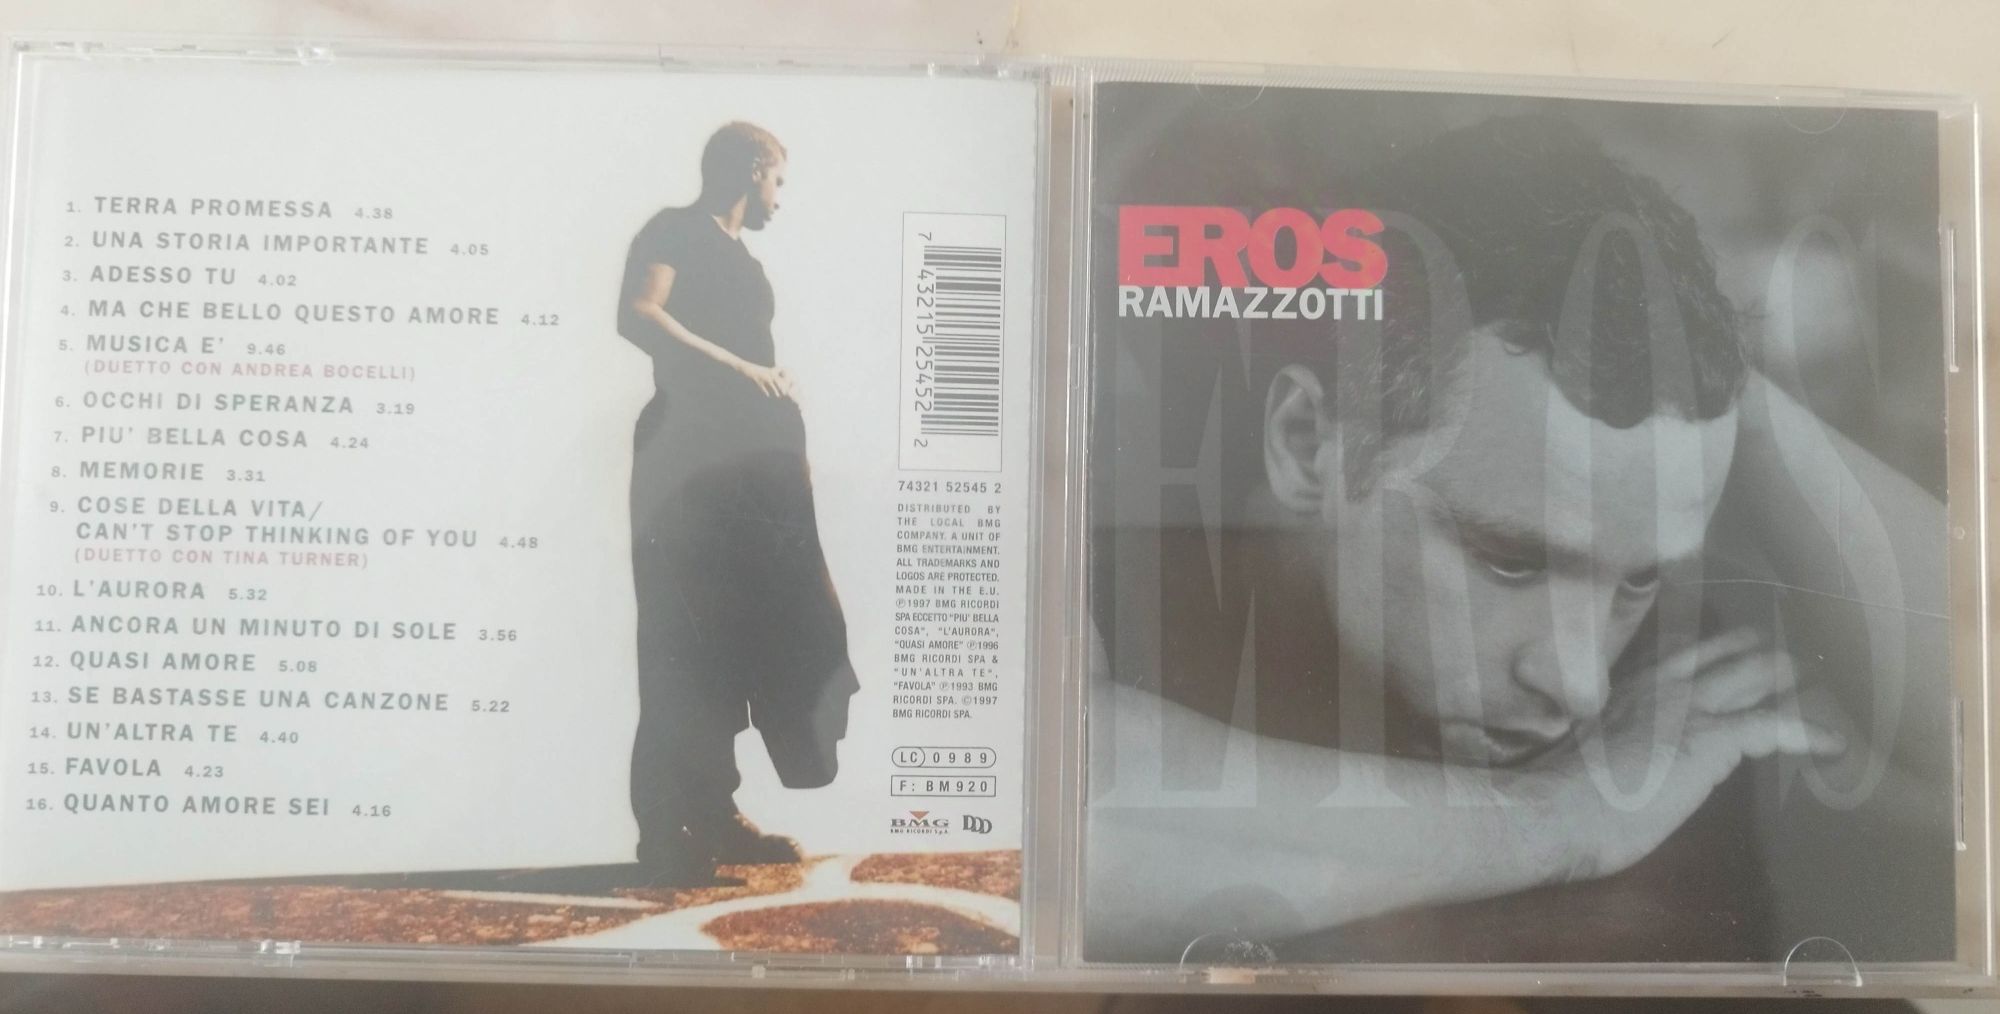 1. TERRA PROMESSA 4.38
2. UNA STORIA IMPORTANTE 4.05
3. ADESSO TU 4.02
4. MA CHE BELLO QUESTO AMORE 4.12
5. MUSICA E' 9.46
(DUETTO CON ANDREA BOCELLI)
6. OCCHI DI SPERANZA 3.19
7. PIU' BELLA COSA 4.24
8. MEMORIE 3.31
9. COSE DELLA VITA/
CAN'T STOP THINKING OF YOU 4.48
(DUETTO CON TINA TURNER)
10. L'AURORA 5.32
11. ANCORA UN MINUTO DI SOLE 3.56
12. QUASI AMORE 5.08
13. SE BASTASSE UNA CANZONE 5.22
14. UN'ALTRA TE 4.40
15. FAVOLA 4.23
16. QUANTO AMORE SEI 4.16
7 43215 25452 2
74321 52545 2
DISTRIBUTED BY
THE LOCAL BMG
COMPANY. A UNIT OF
BMG ENTERTAINMENT.
ALL TRADEMARKS AND
LOGOS ARE PROTECTED.
MADE IN THE E.U.
℗1997 BMG RICORDI
SPA ECCETTO "PIU' BELLA
COSA", "L'AURORA",
"QUASI AMORE" ℗1996
BMG RICORDI SPA &
"UN'ALTRA TE",
"FAVOLA" ℗1993 BMG
RICORDI SPA. ©1997
BMG RICORDI SPA.
LC 0989
F: BM920
BMG DDD
BMG RICORDI S.p.A.
EROS
RAMAZZOTTI
EROS